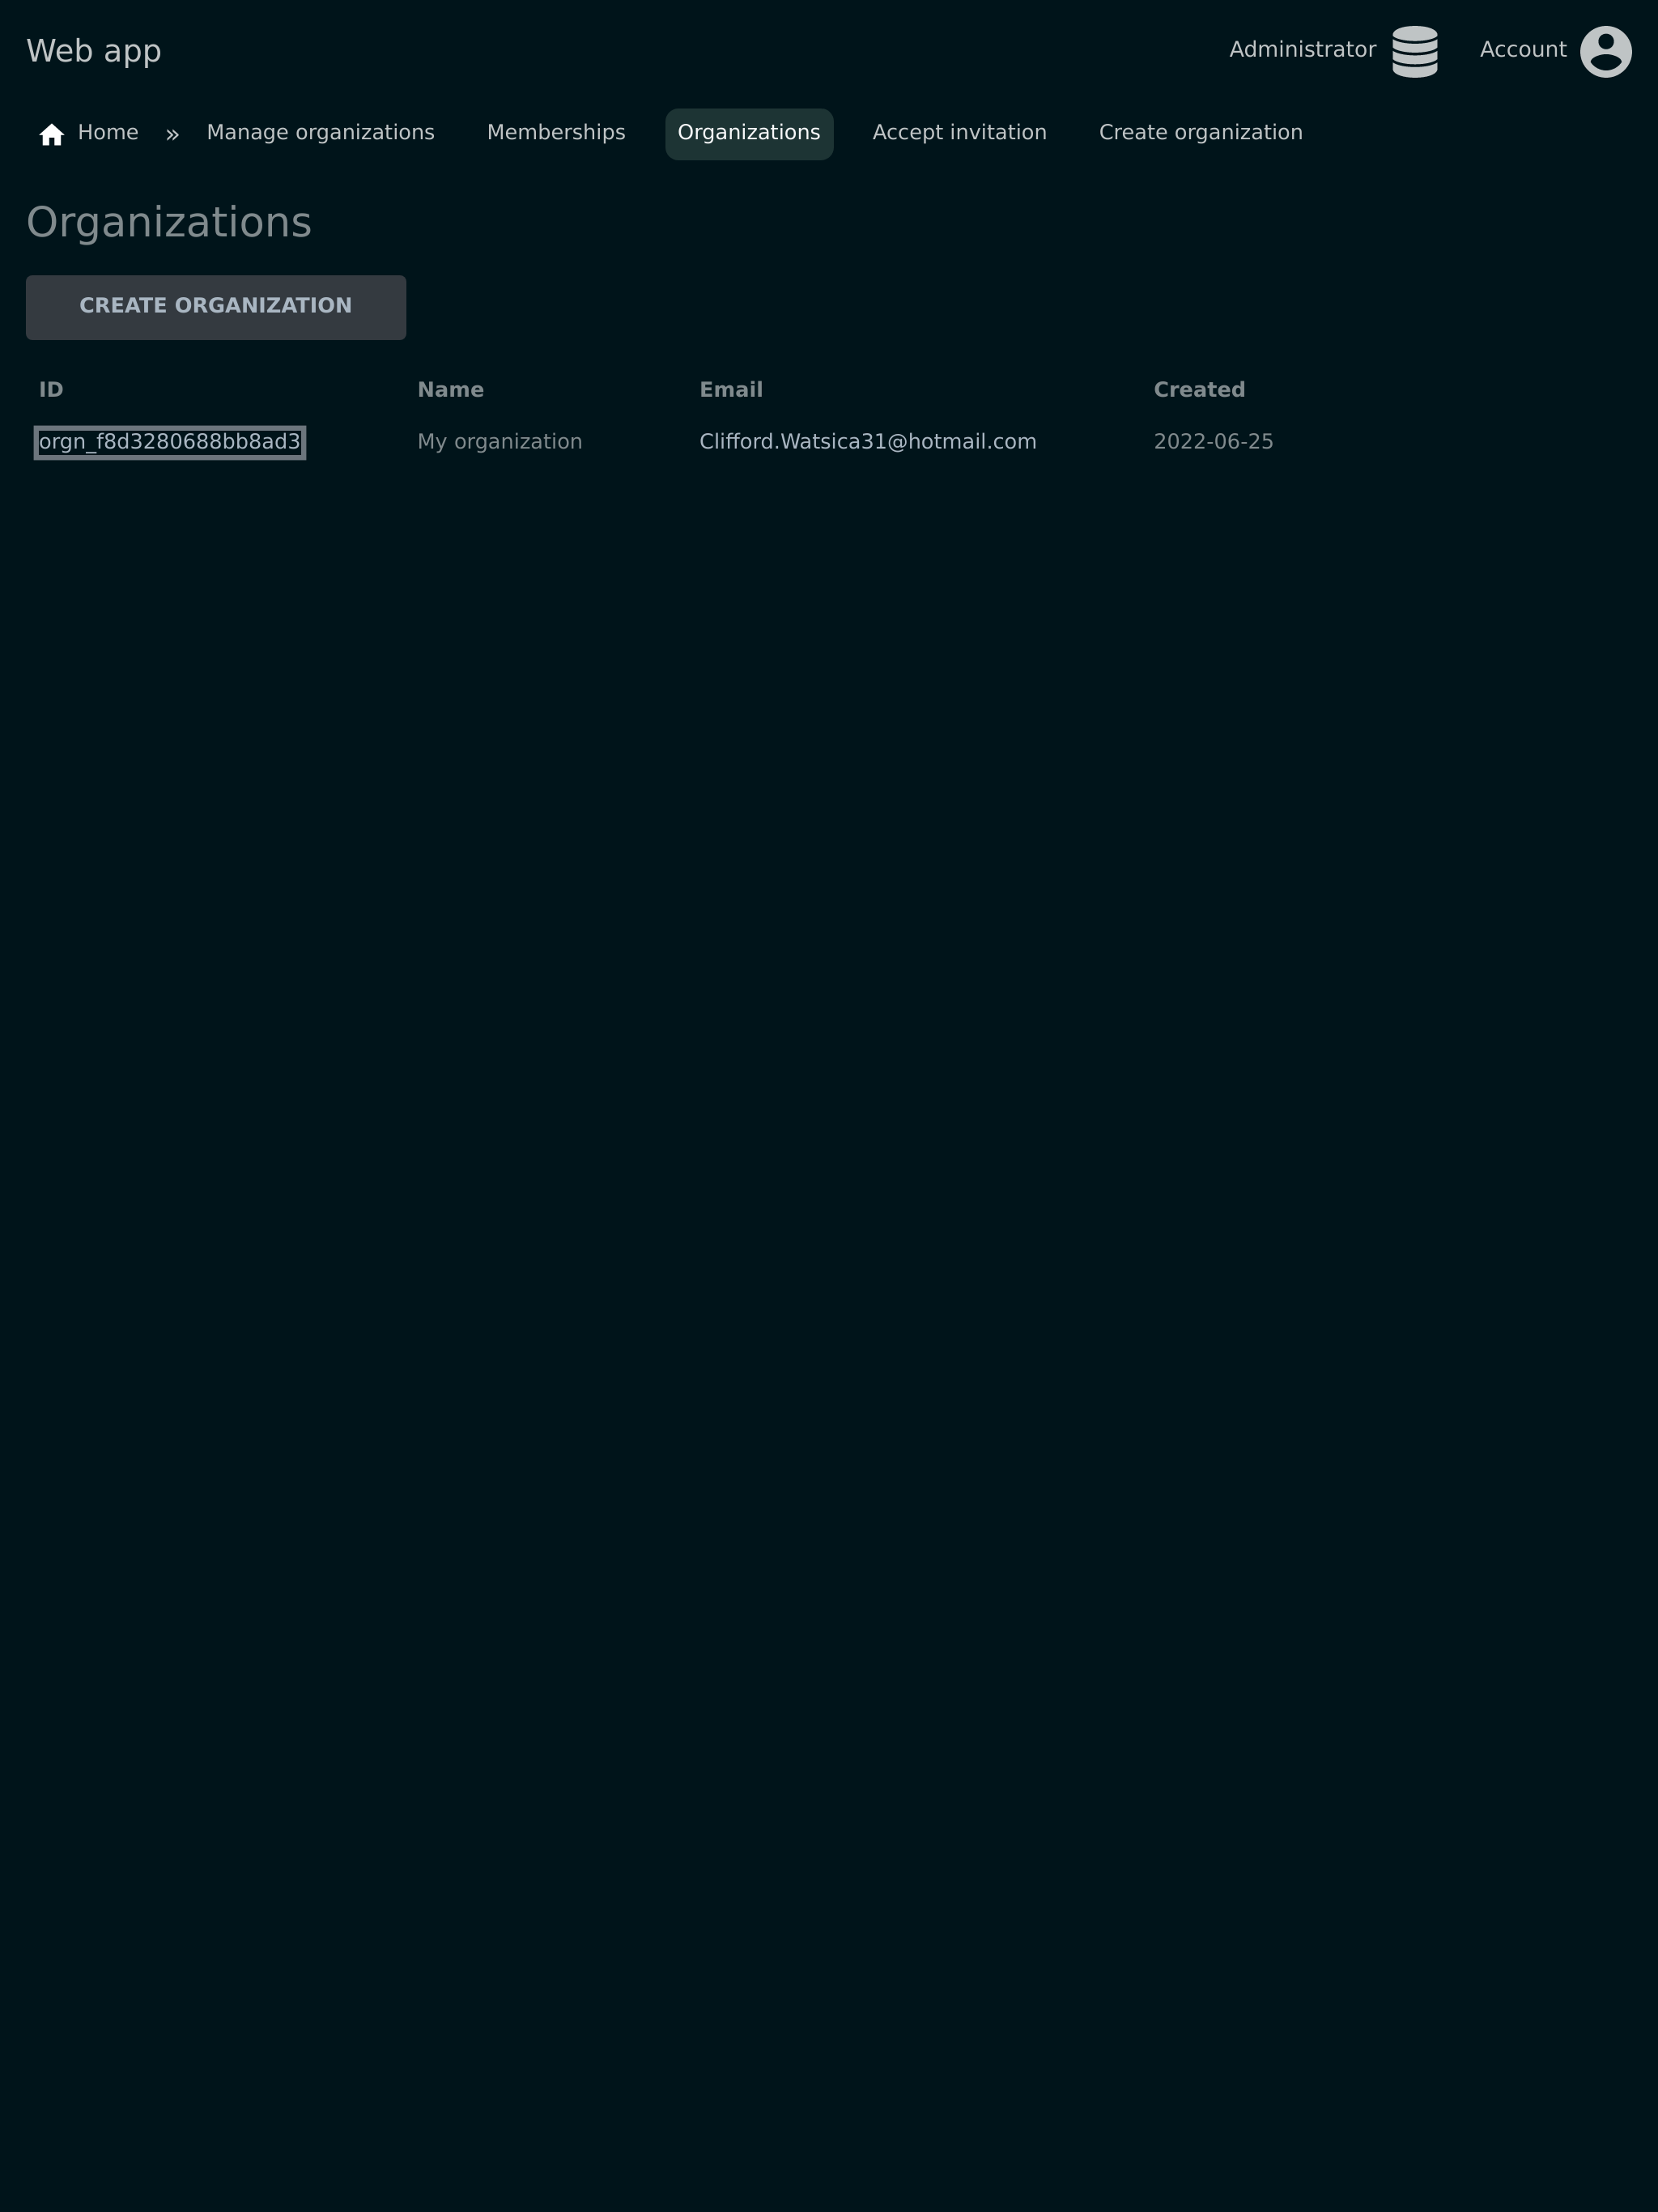 Web app Administrator Account
Home » Manage organizations Memberships Organizations Accept invitation Create organization
Organizations
CREATE ORGANIZATION
ID Name Email Created
orgn_f8d3280688bb8ad3 My organization Clifford.Watsica31@hotmail.com 2022-06-25